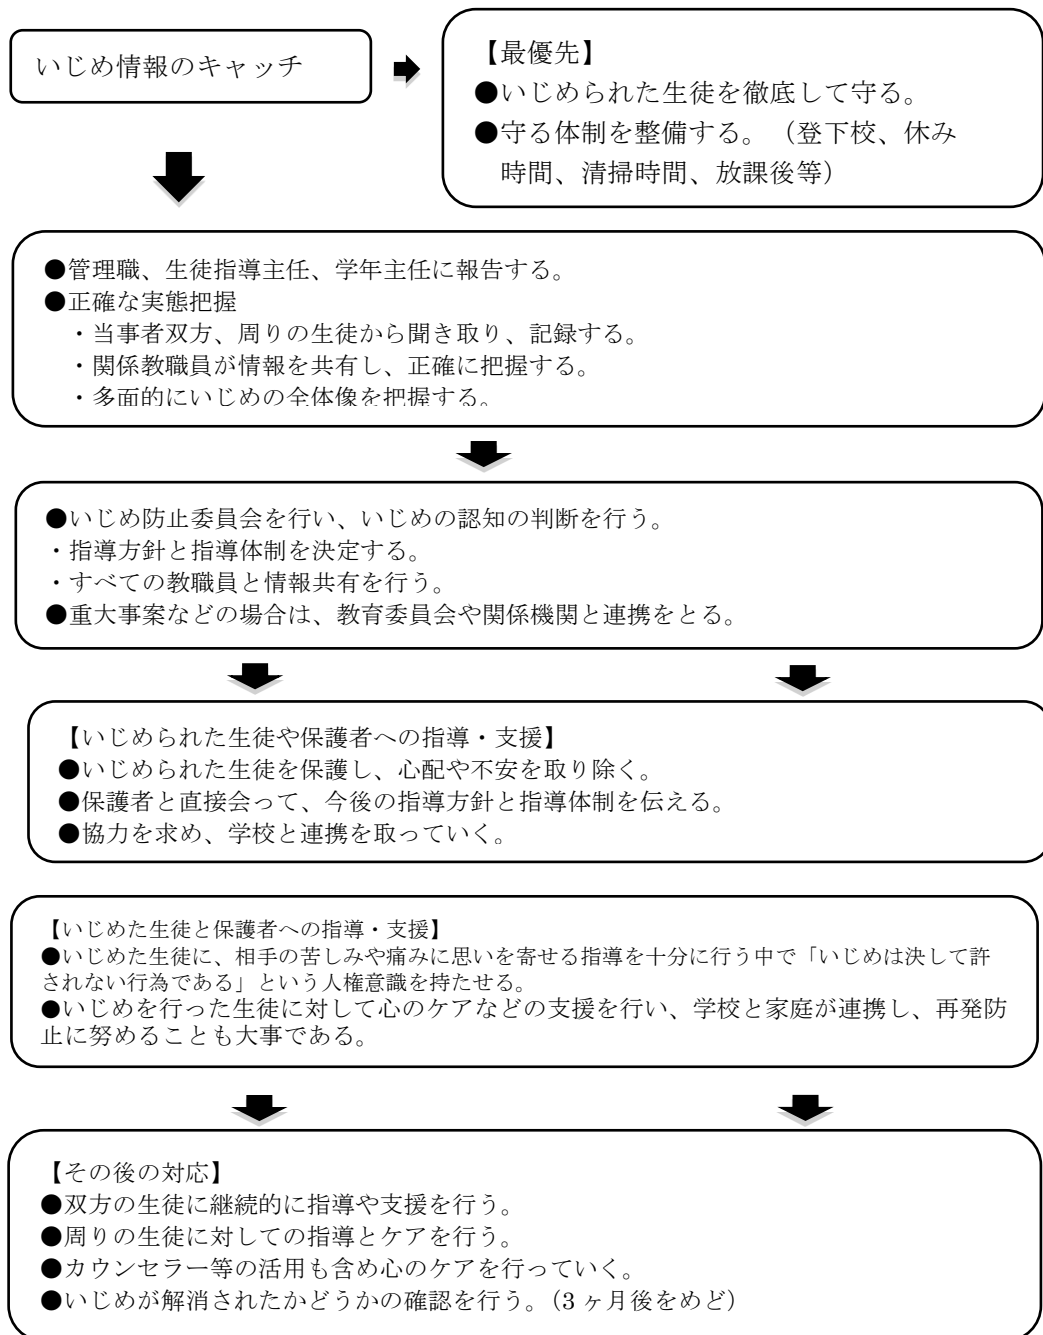 いじめ情報のキャッチ
【最優先】
●いじめられた生徒を徹底して守る。
●守る体制を整備する。（登下校、休み
時間、清掃時間、放課後等）
●管理職、生徒指導主任、学年主任に報告する。
●正確な実態把握
・当事者双方、周りの生徒から聞き取り、記録する。
・関係教職員が情報を共有し、正確に把握する。
・多面的にいじめの全体像を把握する。
●いじめ防止委員会を行い、いじめの認知の判断を行う。
・指導方針と指導体制を決定する。
・すべての教職員と情報共有を行う。
●重大事案などの場合は、教育委員会や関係機関と連携をとる。
【いじめられた生徒や保護者への指導・支援】
●いじめられた生徒を保護し、心配や不安を取り除く。
●保護者と直接会って、今後の指導方針と指導体制を伝える。
●協力を求め、学校と連携を取っていく。
【いじめた生徒と保護者への指導・支援】
●いじめた生徒に、相手の苦しみや痛みに思いを寄せる指導を十分に行う中で「いじめは決して許
されない行為である」という人権意識を持たせる。
●いじめを行った生徒に対して心のケアなどの支援を行い、学校と家庭が連携し、再発防
止に努めることも大事である。
【その後の対応】
●双方の生徒に継続的に指導や支援を行う。
●周りの生徒に対しての指導とケアを行う。
●カウンセラー等の活用も含め心のケアを行っていく。
●いじめが解消されたかどうかの確認を行う。（3 ヶ月後をめど）